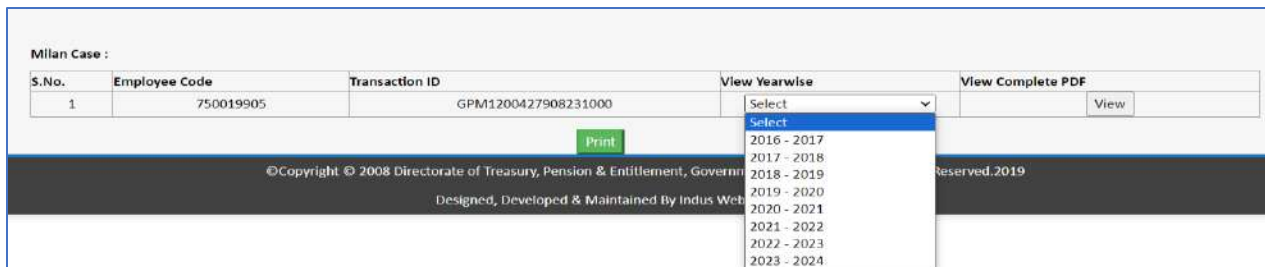 Milan Case :
S.No. Employee Code Transaction ID View Yearwise View Complete PDF
1 750019905 GPM1200427908231000 Select View
Select
Print
2016 - 2017
2017 - 2018
©Copyright © 2008 Directorate of Treasury, Pension & Entitlement, Reserved.2019
2018 - 2019
2019 - 2020
Designed, Developed & Maintained By Indus
2020 - 2021
2021 - 2022
2022 - 2023
2023 - 2024